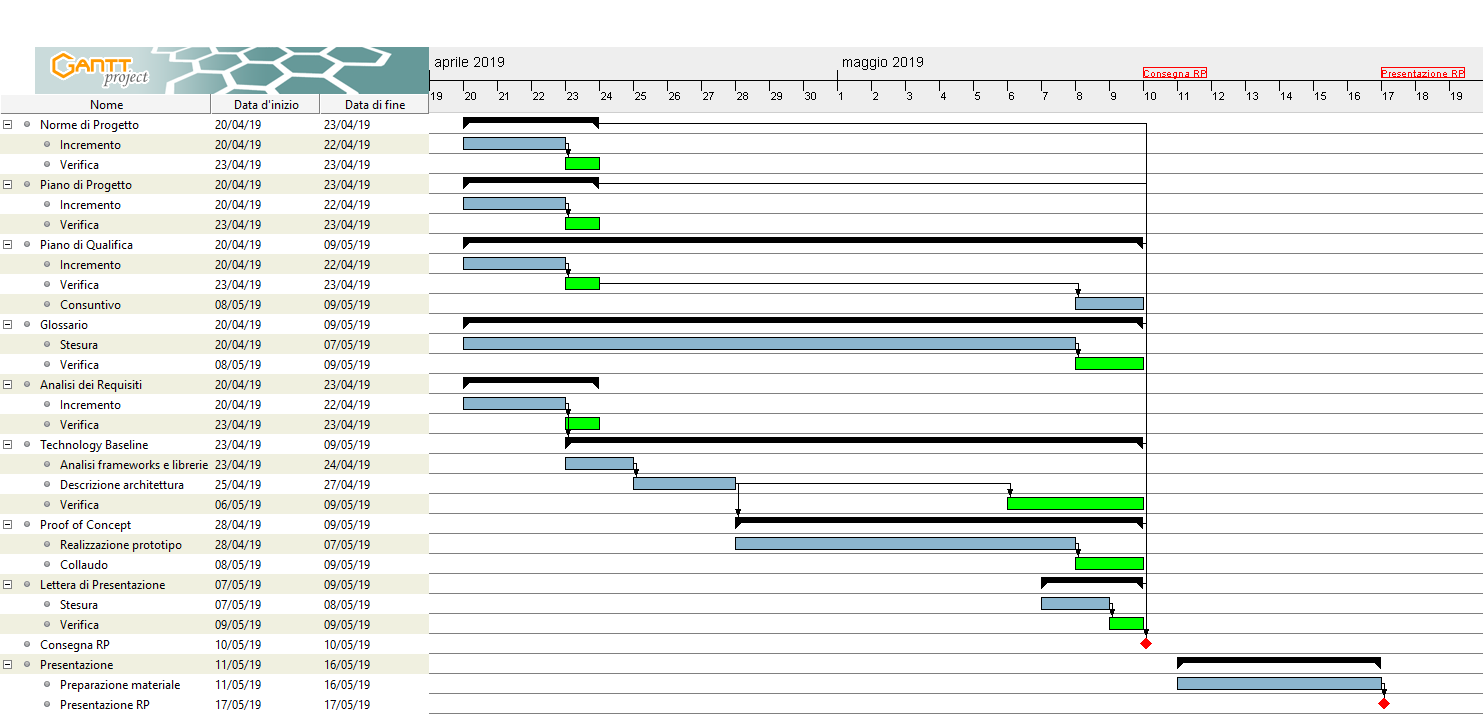 GANTT
project
aprile 2019
maggio 2019
Consegna RP
Presentazione RP
19 20 21 22 23 24 25 26 27 28 29 30 1 2 3 4 5 6 7 8 9 10 11 12 13 14 15 16 17 18 19
Nome Data d'inizio Data di fine
Norme di Progetto 20/04/19 23/04/19
Incremento 20/04/19 22/04/19
Verifica 23/04/19 23/04/19
Piano di Progetto 20/04/19 23/04/19
Incremento 20/04/19 22/04/19
Verifica 23/04/19 23/04/19
Piano di Qualifica 20/04/19 09/05/19
Incremento 20/04/19 22/04/19
Verifica 23/04/19 23/04/19
Consuntivo 08/05/19 09/05/19
Glossario 20/04/19 09/05/19
Stesura 20/04/19 07/05/19
Verifica 08/05/19 09/05/19
Analisi dei Requisiti 20/04/19 23/04/19
Incremento 20/04/19 22/04/19
Verifica 23/04/19 23/04/19
Technology Baseline 23/04/19 09/05/19
Analisi frameworks e librerie 23/04/19 24/04/19
Descrizione architettura 25/04/19 27/04/19
Verifica 06/05/19 09/05/19
Proof of Concept 28/04/19 09/05/19
Realizzazione prototipo 28/04/19 07/05/19
Collaudo 08/05/19 09/05/19
Lettera di Presentazione 07/05/19 09/05/19
Stesura 07/05/19 08/05/19
Verifica 09/05/19 09/05/19
Consegna RP 10/05/19 10/05/19
Presentazione 11/05/19 16/05/19
Preparazione materiale 11/05/19 16/05/19
Presentazione RP 17/05/19 17/05/19